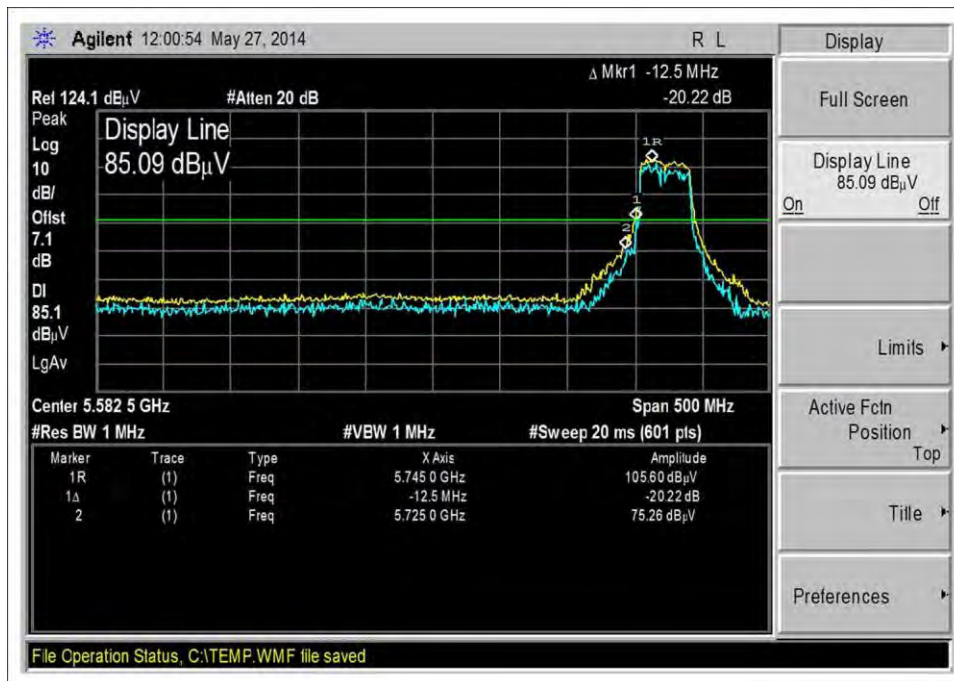 Agilent 12:00:54 May 27, 2014 R L
Display
Δ Mkr1 -12.5 MHz
Ref 124.1 dBµV #Atten 20 dB -20.22 dB
Peak
Log
10
dB/
Offst
7.1
dB
DI
85.1
dBµV
LgAv
Display Line
85.09 dBµV
1R
1
2
Center 5.582 5 GHz Span 500 MHz
#Res BW 1 MHz #VBW 1 MHz #Sweep 20 ms (601 pts)
Marker Trace Type X Axis Amplitude
1R (1) Freq 5.745 0 GHz 105.60 dBµV
1Δ (1) Freq -12.5 MHz -20.22 dB
2 (1) Freq 5.725 0 GHz 75.26 dBµV
Full Screen
Display Line
85.09 dBµV
On Off
Limits
Active Fctn
Position
Top
Title
Preferences
File Operation Status, C:\TEMP.WMF file saved